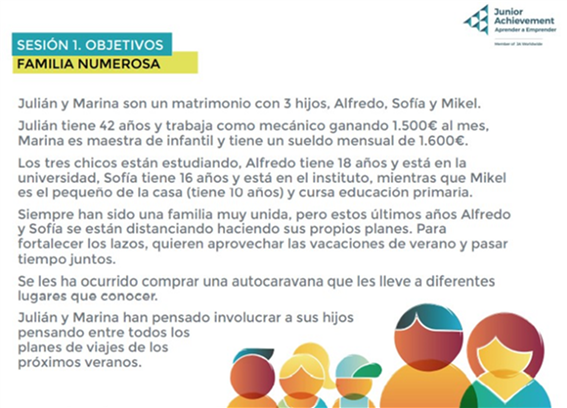 Junior
Achievement
Aprender a Emprender
Member of JA Worldwide
SESIÓN 1. OBJETIVOS
FAMILIA NUMEROSA
Julián y Marina son un matrimonio con 3 hijos, Alfredo, Sofía y Mikel.
Julián tiene 42 años y trabaja como mecánico ganando 1.500€ al mes,
Marina es maestra de infantil y tiene un sueldo mensual de 1.600€.
Los tres chicos están estudiando, Alfredo tiene 18 años y está en la
universidad, Sofía tiene 16 años y está en el instituto, mientras que Mikel
es el pequeño de la casa (tiene 10 años) y cursa educación primaria.
Siempre han sido una familia muy unida, pero estos últimos años Alfredo
y Sofía se están distanciando haciendo sus propios planes. Para
fortalecer los lazos, quieren aprovechar las vacaciones de verano y pasar
tiempo juntos.
Se les ha ocurrido comprar una autocaravana que les lleve a diferentes
lugares que conocer.
Julián y Marina han pensado involucrar a sus hijos
pensando entre todos los
planes de viajes de los
próximos veranos.